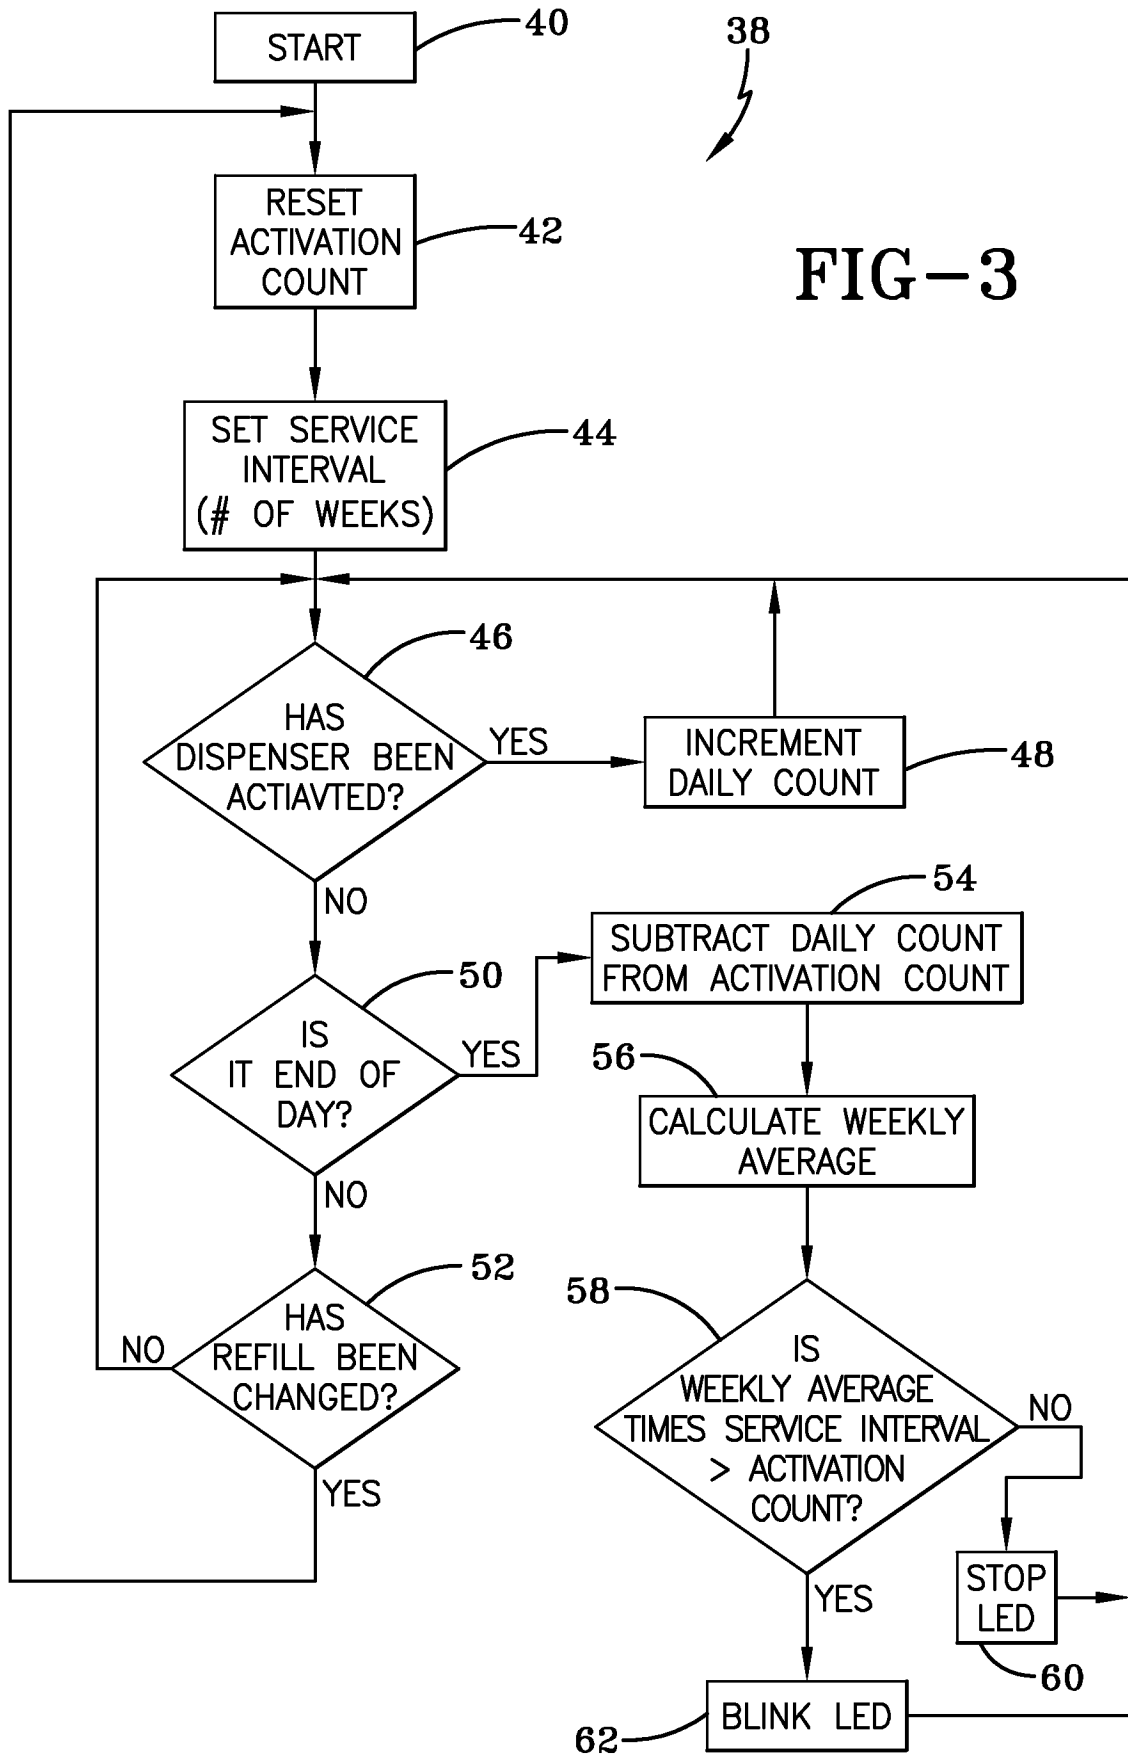 START
40
38
RESET
ACTIVATION
COUNT
42
FIG-3
SET SERVICE
INTERVAL
(# OF WEEKS)
44
46
HAS
DISPENSER BEEN
ACTIAVTED?
YES
INCREMENT
DAILY COUNT
48
NO
54
SUBTRACT DAILY COUNT
FROM ACTIVATION COUNT
50
IS
IT END OF
DAY?
YES
56
CALCULATE WEEKLY
AVERAGE
NO
52
HAS
REFILL BEEN
CHANGED?
NO
YES
58
IS
WEEKLY AVERAGE
TIMES SERVICE INTERVAL
> ACTIVATION
COUNT?
NO
YES
STOP
LED
60
BLINK LED
62